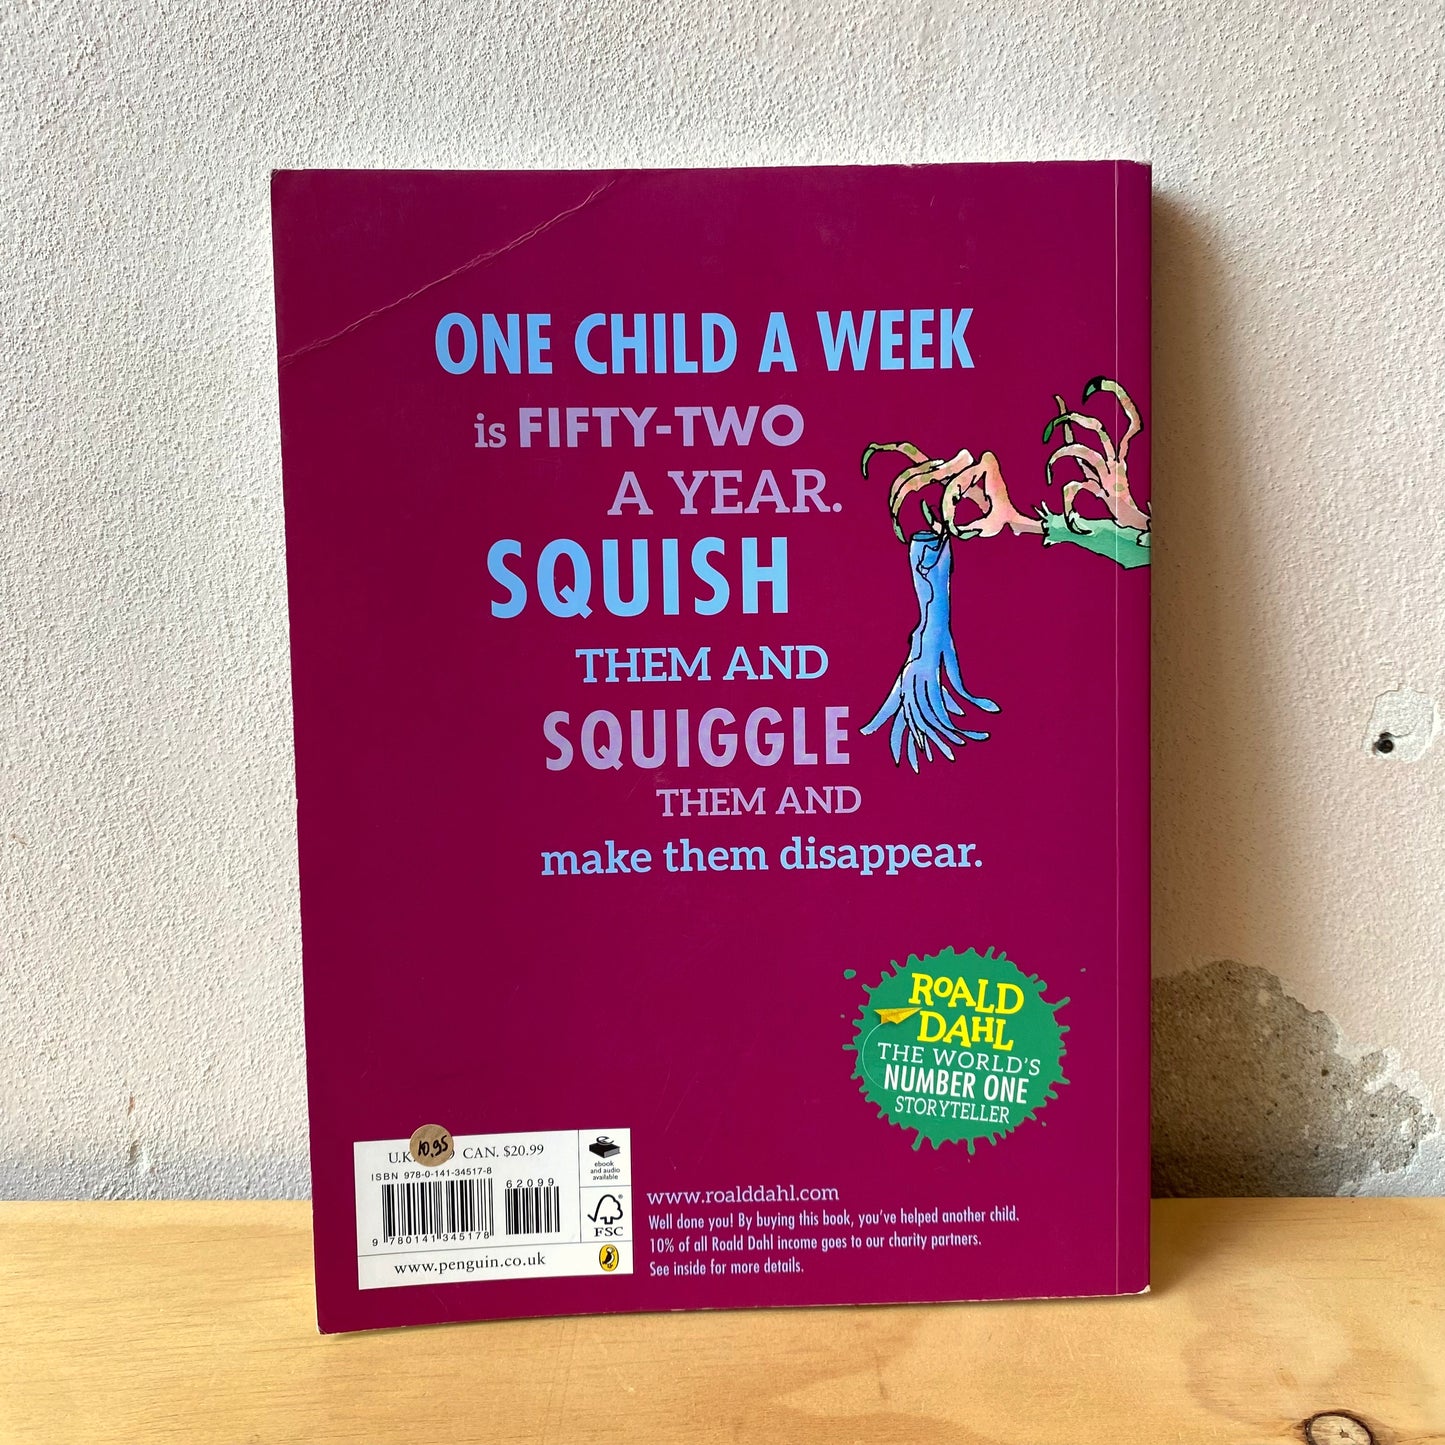 ONE CHILD A WEEK
is FIFTY-TWO
A YEAR.
SQUISH
THEM AND
SQUIGGLE
THEM AND
make them disappear.
ROALD
DAHL
THE WORLD'S
NUMBER ONE
STORYTELLER
10,95
U.K. CAN. $20.99
ISBN 978-0-141-34517-8
62099
9 780141 345178
www.penguin.co.uk
ebook
and audio
available
FSC
www.roalddahl.com
Well done you! By buying this book, you've helped another child.
10% of all Roald Dahl income goes to our charity partners.
See inside for more details.